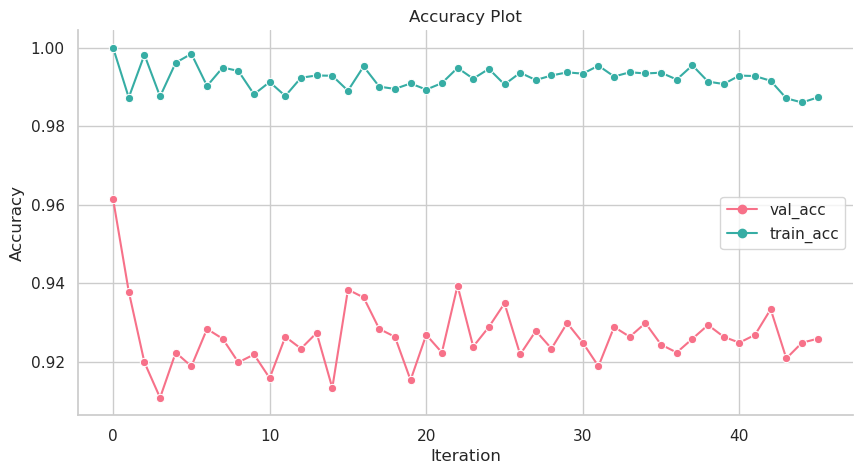 Accuracy Plot
1.00
0.98
0.96
0.94
0.92
Accuracy
val_acc
train_acc
0 10 20 30 40
Iteration